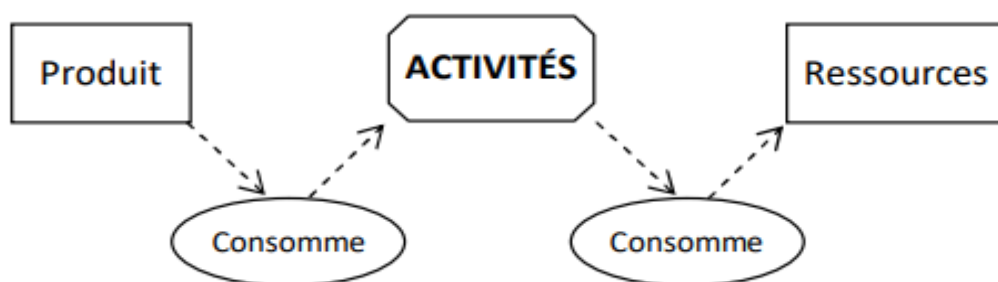 Produit
ACTIVITÉS
Ressources
Consomme
Consomme